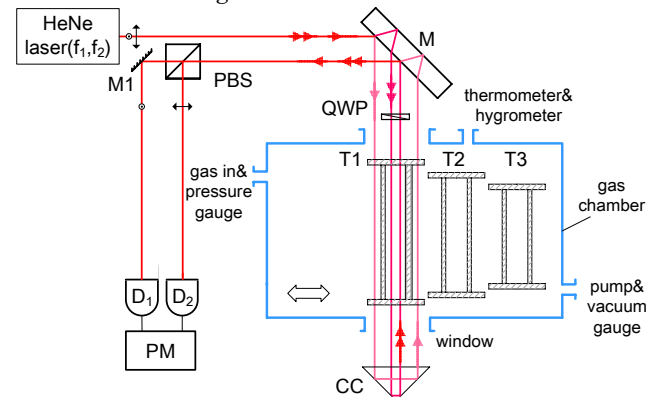 HeNe
laser(f₁,f₂)
M
M1
PBS
QWP
thermometer&
hygrometer
T1
T2
T3
gas in&
pressure
gauge
gas
chamber
D₁
D₂
pump&
vacuum
gauge
PM
window
CC